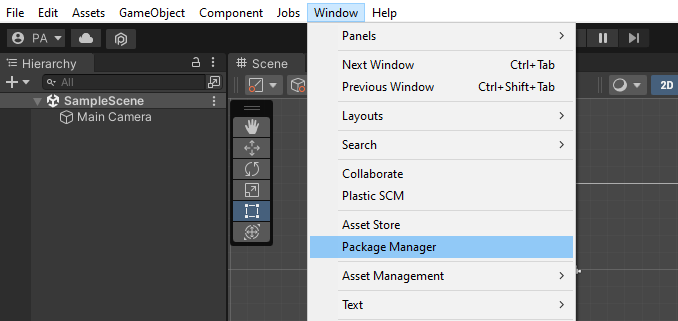 File Edit Assets GameObject Component Jobs Window Help
PA
Hierarchy
All
SampleScene
Main Camera
Scene
2D
Panels
Next Window Ctrl+Tab
Previous Window Ctrl+Shift+Tab
Layouts
Search
Collaborate
Plastic SCM
Asset Store
Package Manager
Asset Management
Text